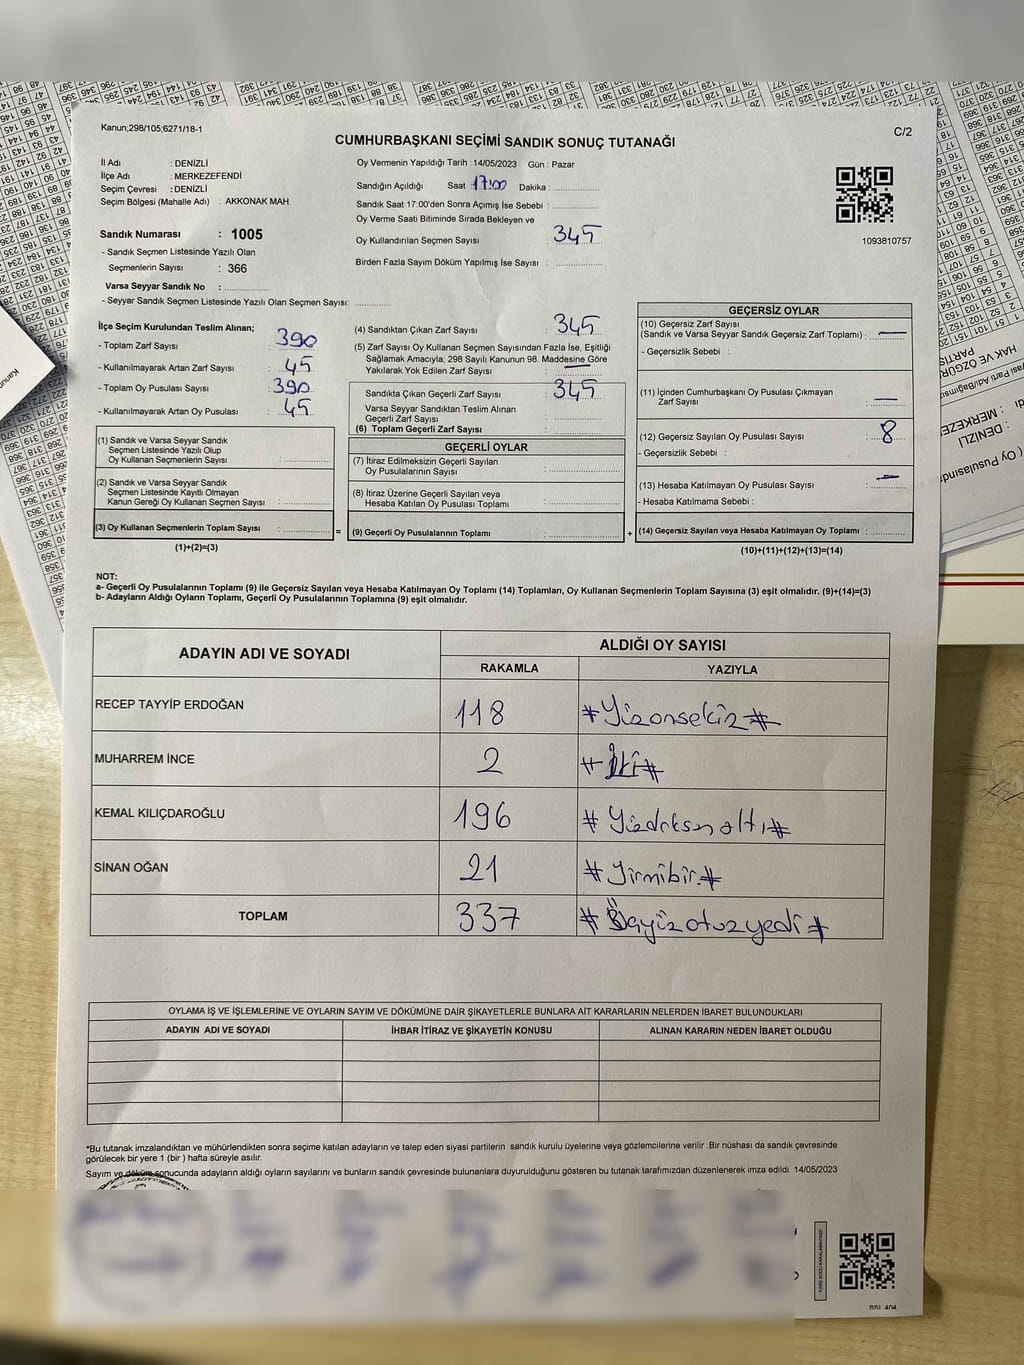 Kanun;298/105;6271/18-1
C/2
CUMHURBAŞKANI SEÇİMİ SANDIK SONUÇ TUTANAĞI
İl Adı : DENİZLİ
İlçe Adı : MERKEZEFENDİ
Seçim Çevresi : DENİZLİ
Seçim Bölgesi (Mahalle Adı) : AKKONAK MAH.
Sandık Numarası : 1005
- Sandık Seçmen Listesinde Yazılı Olan
Seçmenlerin Sayısı : 366
Varsa Seyyar Sandık No :
- Seyyar Sandık Seçmen Listesinde Yazılı Olan Seçmen Sayısı:
Oy Vermenin Yapıldığı Tarih : 14/05/2023 Gün : Pazar
Sandığın Açıldığı Saat 17:00 Dakika :
Sandık Saat 17:00'den Sonra Açımış İse Sebebi :
Oy Verme Saati Bitiminde Sırada Bekleyen ve
Oy Kullandırılan Seçmen Sayısı : 345
Birden Fazla Sayım Döküm Yapılmış İse Sayısı :
1093810757
İlçe Seçim Kurulundan Teslim Alınan;
- Toplam Zarf Sayısı : 390
- Kullanılmayarak Artan Zarf Sayısı : 45
- Toplam Oy Pusulası Sayısı : 390
- Kullanılmayarak Artan Oy Pusulası : 45
(1) Sandık ve Varsa Seyyar Sandık
Seçmen Listesinde Yazılı Olup
Oy Kullanan Seçmenlerin Sayısı :
(2) Sandık ve Varsa Seyyar Sandık
Seçmen Listesinde Kayıtlı Olmayan
Kanun Gereği Oy Kullanan Seçmen Sayısı :
(3) Oy Kullanan Seçmenlerin Toplam Sayısı : =
(1)+(2)=(3)
(4) Sandıktan Çıkan Zarf Sayısı : 345
(5) Zarf Sayısı Oy Kullanan Seçmen Sayısından Fazla İse, Eşitliği
Sağlamak Amacıyla; 298 Sayılı Kanunun 98. Maddesine Göre
Yakılarak Yok Edilen Zarf Sayısı : —
Sandıkta Çıkan Geçerli Zarf Sayısı : 345
Varsa Seyyar Sandıktan Teslim Alınan
Geçerli Zarf Sayısı :
(6) Toplam Geçerli Zarf Sayısı :
GEÇERLİ OYLAR
(7) İtiraz Edilmeksizin Geçerli Sayılan
Oy Pusulalarının Sayısı :
(8) İtiraz Üzerine Geçerli Sayılan veya
Hesaba Katılan Oy Pusulası Toplamı :
(9) Geçerli Oy Pusulalarının Toplamı : +
GEÇERSİZ OYLAR
(10) Geçersiz Zarf Sayısı
(Sandık ve Varsa Seyyar Sandık Geçersiz Zarf Toplamı) : —
- Geçersizlik Sebebi :
(11) İçinden Cumhurbaşkanı Oy Pusulası Çıkmayan
Zarf Sayısı : —
(12) Geçersiz Sayılan Oy Pusulası Sayısı : 8
- Geçersizlik Sebebi :
(13) Hesaba Katılmayan Oy Pusulası Sayısı : —
- Hesaba Katılmama Sebebi :
(14) Geçersiz Sayılan veya Hesaba Katılmayan Oy Toplamı :
(10)+(11)+(12)+(13)=(14)
NOT:
a- Geçerli Oy Pusulalarının Toplamı (9) ile Geçersiz Sayılan veya Hesaba Katılmayan Oy Toplamı (14) Toplamları, Oy Kullanan Seçmenlerin Toplam Sayısına (3) eşit olmalıdır. (9)+(14)=(3)
b- Adayların Aldığı Oyların Toplamı, Geçerli Oy Pusulalarının Toplamına (9) eşit olmalıdır.
ADAYIN ADI VE SOYADI
ALDIĞI OY SAYISI
RAKAMLA YAZIYLA
RECEP TAYYİP ERDOĞAN 118 #Yüzonsekiz#
MUHARREM İNCE 2 #İki#
KEMAL KILIÇDAROĞLU 196 #Yüzdoksanaltı#
SİNAN OĞAN 21 #Yirmibir#
TOPLAM 337 #Üçyüzotuzyedi#
OYLAMA İŞ VE İŞLEMLERİNE VE OYLARIN SAYIM VE DÖKÜMÜNE DAİR ŞİKAYETLERLE BUNLARA AİT KARARLARIN NELERDEN İBARET BULUNDUKLARI
ADAYIN ADI VE SOYADI İHBAR İTİRAZ VE ŞİKAYETİN KONUSU ALINAN KARARIN NEDEN İBARET OLDUĞU
*Bu tutanak imzalandıktan ve mühürlendikten sonra seçime katılan adayların ve talep eden siyasi partilerin sandık kurulu üyelerine veya gözlemcilerine verilir .Bir nüshası da sandık çevresinde
görülecek bir yere 1 (bir ) hafta süreyle asılır.
Sayım ve döküm sonucunda adayların aldığı oyların sayılarını ve bunların sandık çevresinde bulunanlara duyurulduğunu gösteren bu tutanak tarafımızdan düzenlenerek imza edildi. 14/05/2023